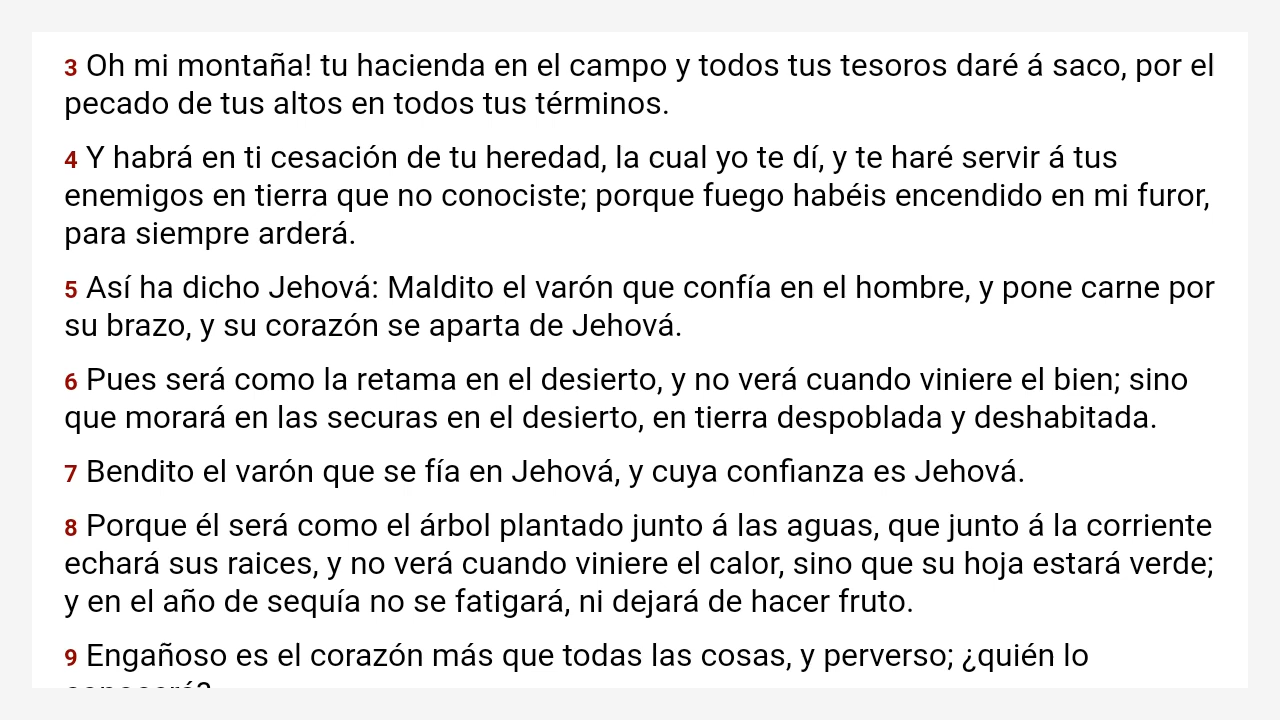 3 Oh mi montaña! tu hacienda en el campo y todos tus tesoros daré á saco, por el
pecado de tus altos en todos tus términos.
4 Y habrá en ti cesación de tu heredad, la cual yo te dí, y te haré servir á tus
enemigos en tierra que no conociste; porque fuego habéis encendido en mi furor,
para siempre arderá.
5 Así ha dicho Jehová: Maldito el varón que confía en el hombre, y pone carne por
su brazo, y su corazón se aparta de Jehová.
6 Pues será como la retama en el desierto, y no verá cuando viniere el bien; sino
que morará en las securas en el desierto, en tierra despoblada y deshabitada.
7 Bendito el varón que se fía en Jehová, y cuya confianza es Jehová.
8 Porque él será como el árbol plantado junto á las aguas, que junto á la corriente
echará sus raices, y no verá cuando viniere el calor, sino que su hoja estará verde;
y en el año de sequía no se fatigará, ni dejará de hacer fruto.
9 Engañoso es el corazón más que todas las cosas, y perverso; ¿quién lo